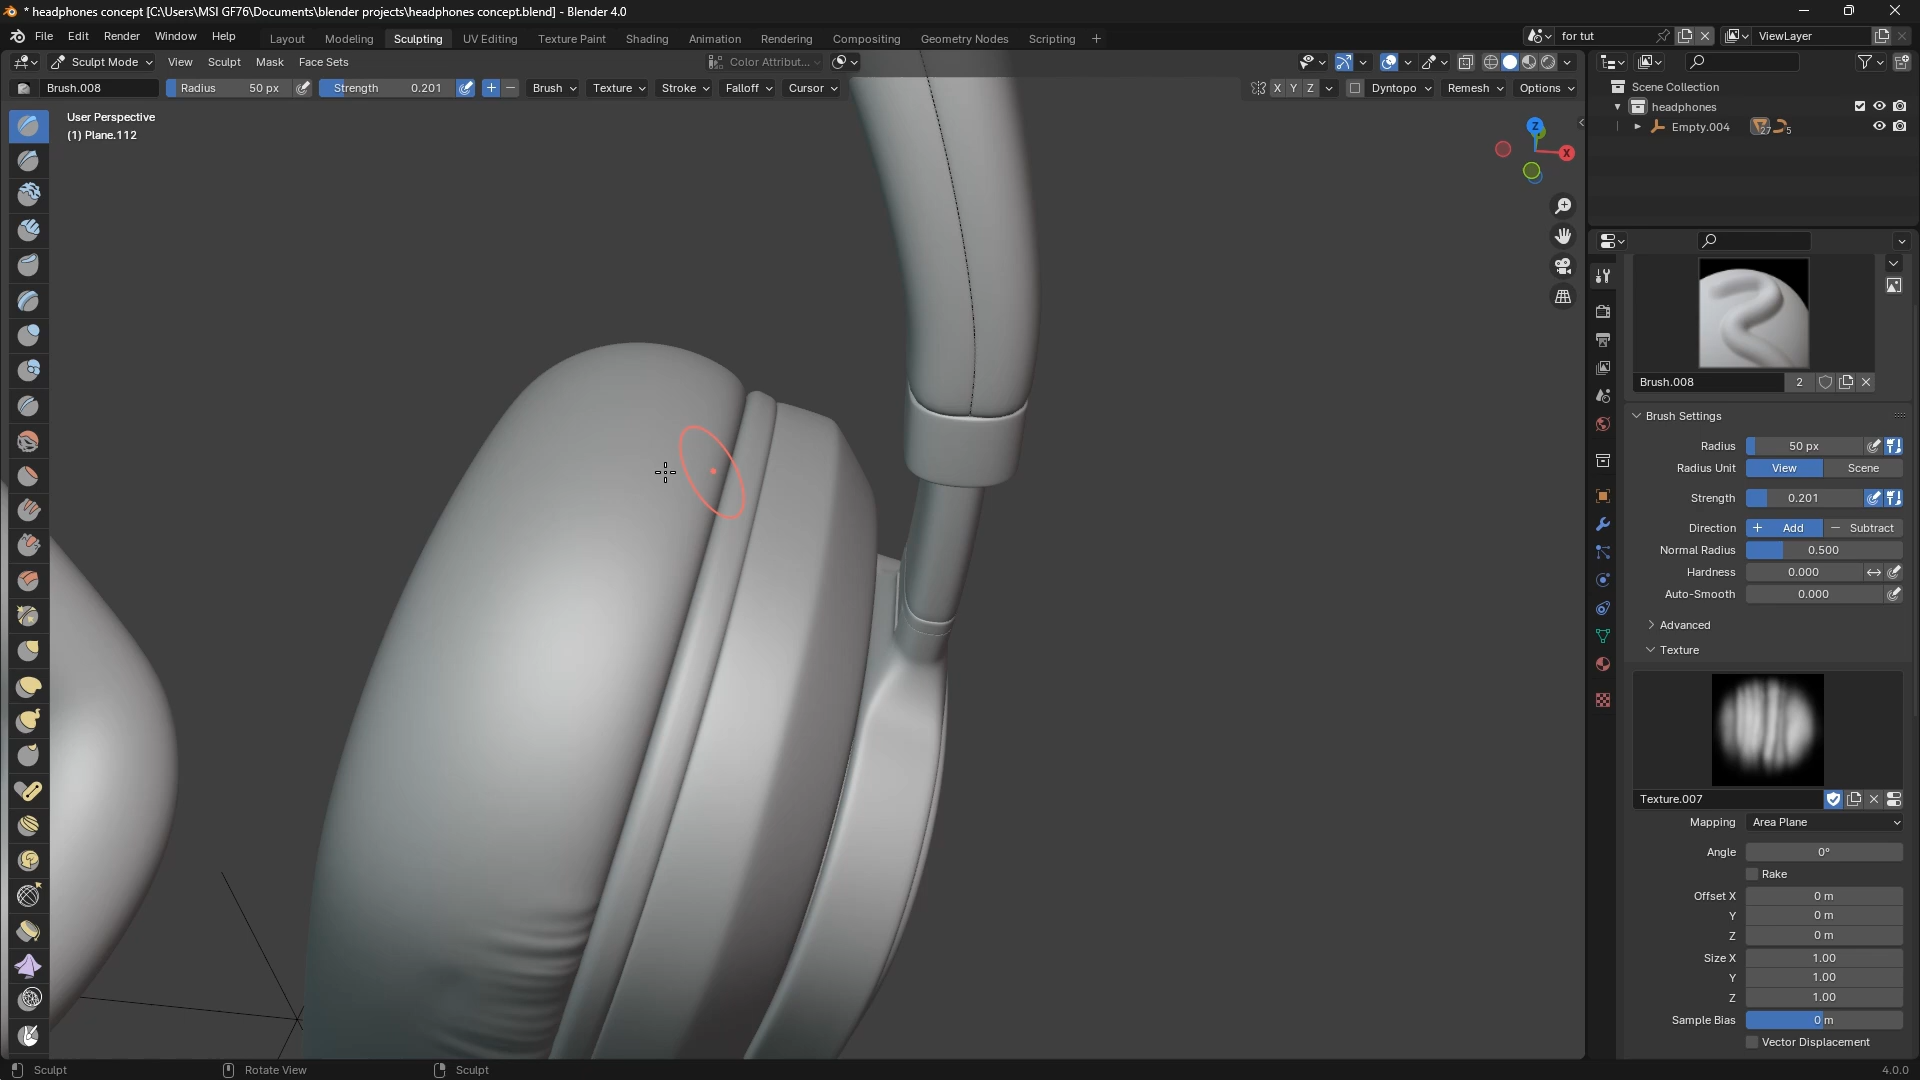 * headphones concept [C:\Users\MSI GF76\Documents\blender projects\headphones concept.blend] - Blender 4.0
File Edit Render Window Help Layout Modeling Sculpting UV Editing Texture Paint Shading Animation Rendering Compositing Geometry Nodes Scripting + for tut ViewLayer
Sculpt Mode View Sculpt Mask Face Sets Color Attribut...
Brush.008 Radius 50 px Strength 0.201 Brush Texture Stroke Falloff Cursor X Y Z Dyntopo Remesh Options
User Perspective
(1) Plane.112
Z
X
Scene Collection
headphones
Empty.004 27 5
Brush.008 2
Brush Settings
Radius 50 px
Radius Unit View Scene
Strength 0.201
Direction + Add − Subtract
Normal Radius 0.500
Hardness 0.000
Auto-Smooth 0.000
Advanced
Texture
Texture.007
Mapping Area Plane
Angle 0°
Rake
Offset X 0 m
Y 0 m
Z 0 m
Size X 1.00
Y 1.00
Z 1.00
Sample Bias 0 m
Vector Displacement
Sculpt Rotate View Sculpt 4.0.0